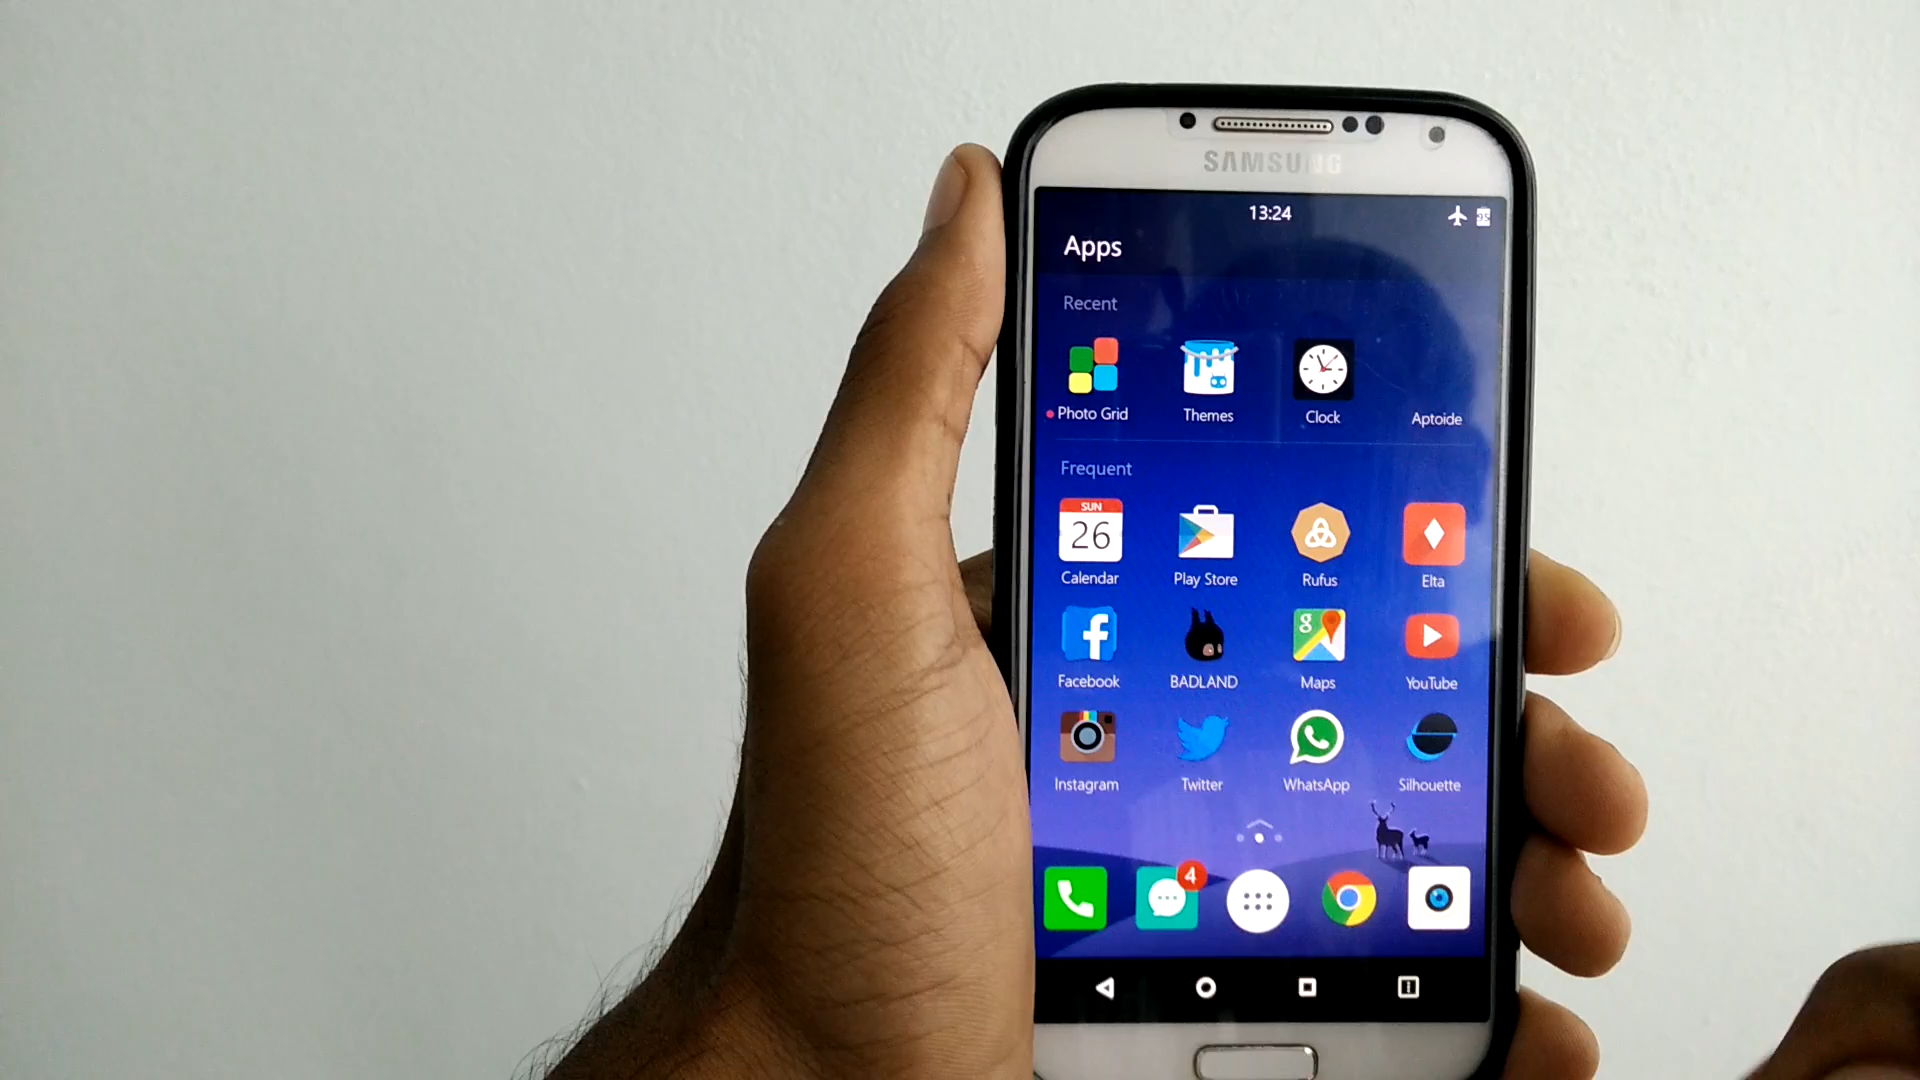 SAMSUNG
13:24
95
Apps
Recent
Photo Grid
Themes
Clock
Aptoide
Frequent
SUN
26
Calendar
Play Store
Rufus
Elta
Facebook
BADLAND
g
Maps
YouTube
Instagram
Twitter
WhatsApp
Silhouette
4